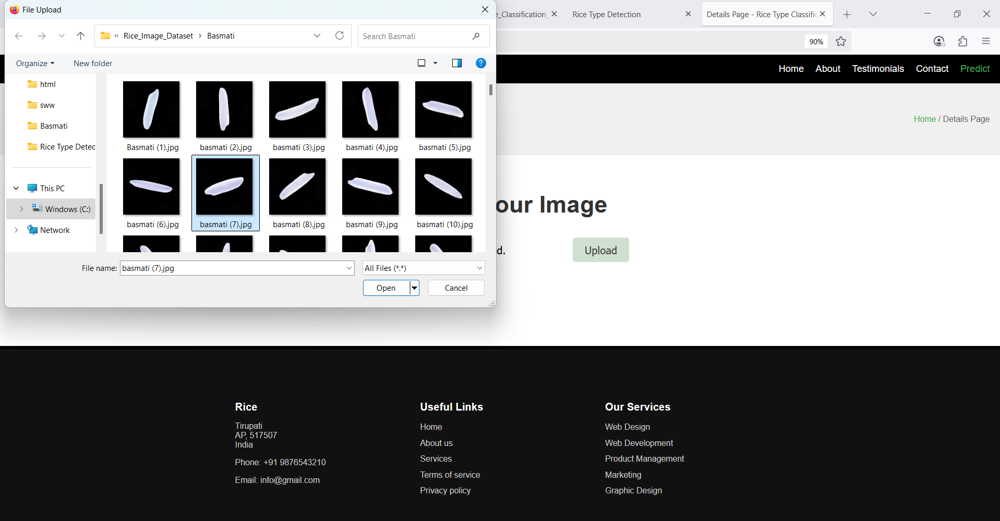 File Upload
e_Classification_
Rice Type Detection
Details Page - Rice Type Classific
« Rice_Image_Dataset > Basmati
Search Basmati
90%
Organize
New folder
?
Home
About
Testimonials
Contact
Predict
html
sww
Basmati
Rice Type Detec
This PC
Windows (C:)
Network
Basmati (1).jpg
basmati (2).jpg
basmati (3).jpg
basmati (4).jpg
basmati (5).jpg
basmati (6).jpg
basmati (7).jpg
basmati (8).jpg
basmati (9).jpg
basmati (10).jpg
File name: basmati (7).jpg
All Files (*.*)
Open
Cancel
Home / Details Page
our Image
ed.
Upload
Rice
Tirupati
AP, 517507
India
Phone: +91 9876543210
Email: info@gmail.com
Useful Links
Home
About us
Services
Terms of service
Privacy policy
Our Services
Web Design
Web Development
Product Management
Marketing
Graphic Design